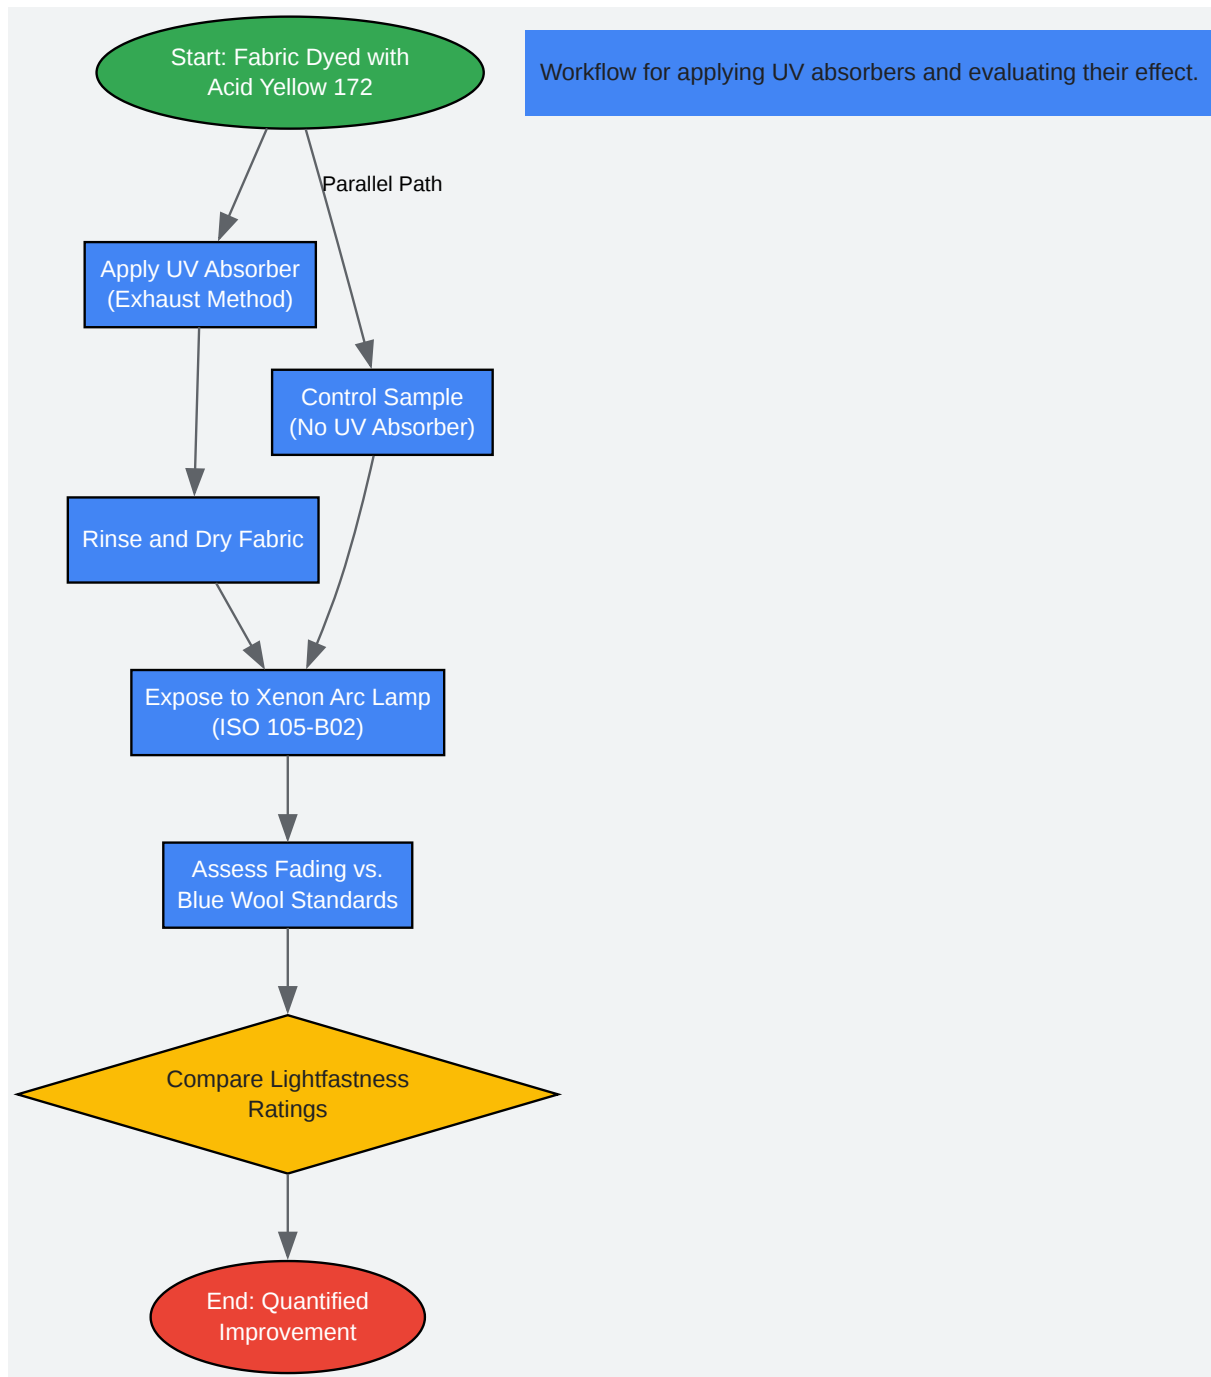 Start: Fabric Dyed with
Acid Yellow 172
Workflow for applying UV absorbers and evaluating their effect.
Parallel Path
Apply UV Absorber
(Exhaust Method)
Control Sample
(No UV Absorber)
Rinse and Dry Fabric
Expose to Xenon Arc Lamp
(ISO 105-B02)
Assess Fading vs.
Blue Wool Standards
Compare Lightfastness
Ratings
End: Quantified
Improvement